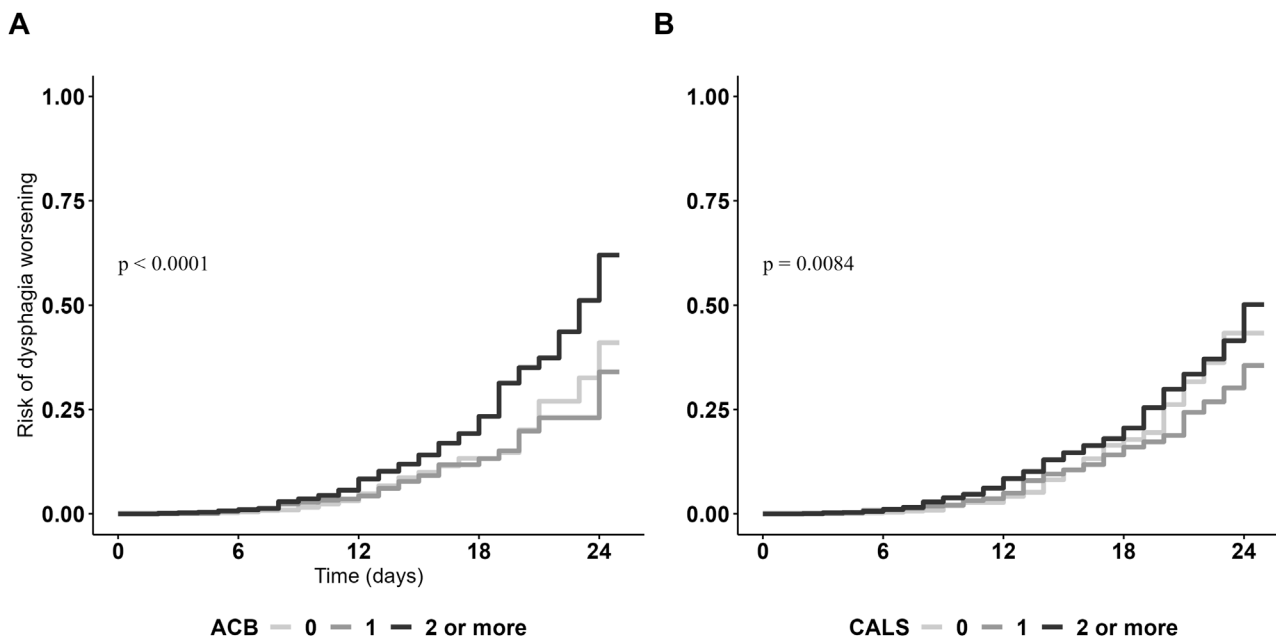 A
B
1.00
0.75
0.50
0.25
0.00
Risk of dysphagia worsening
p < 0.0001
0 6 12 18 24
Time (days)
ACB 0 1 2 or more
1.00
0.75
0.50
0.25
0.00
p = 0.0084
0 6 12 18 24
CALS 0 1 2 or more